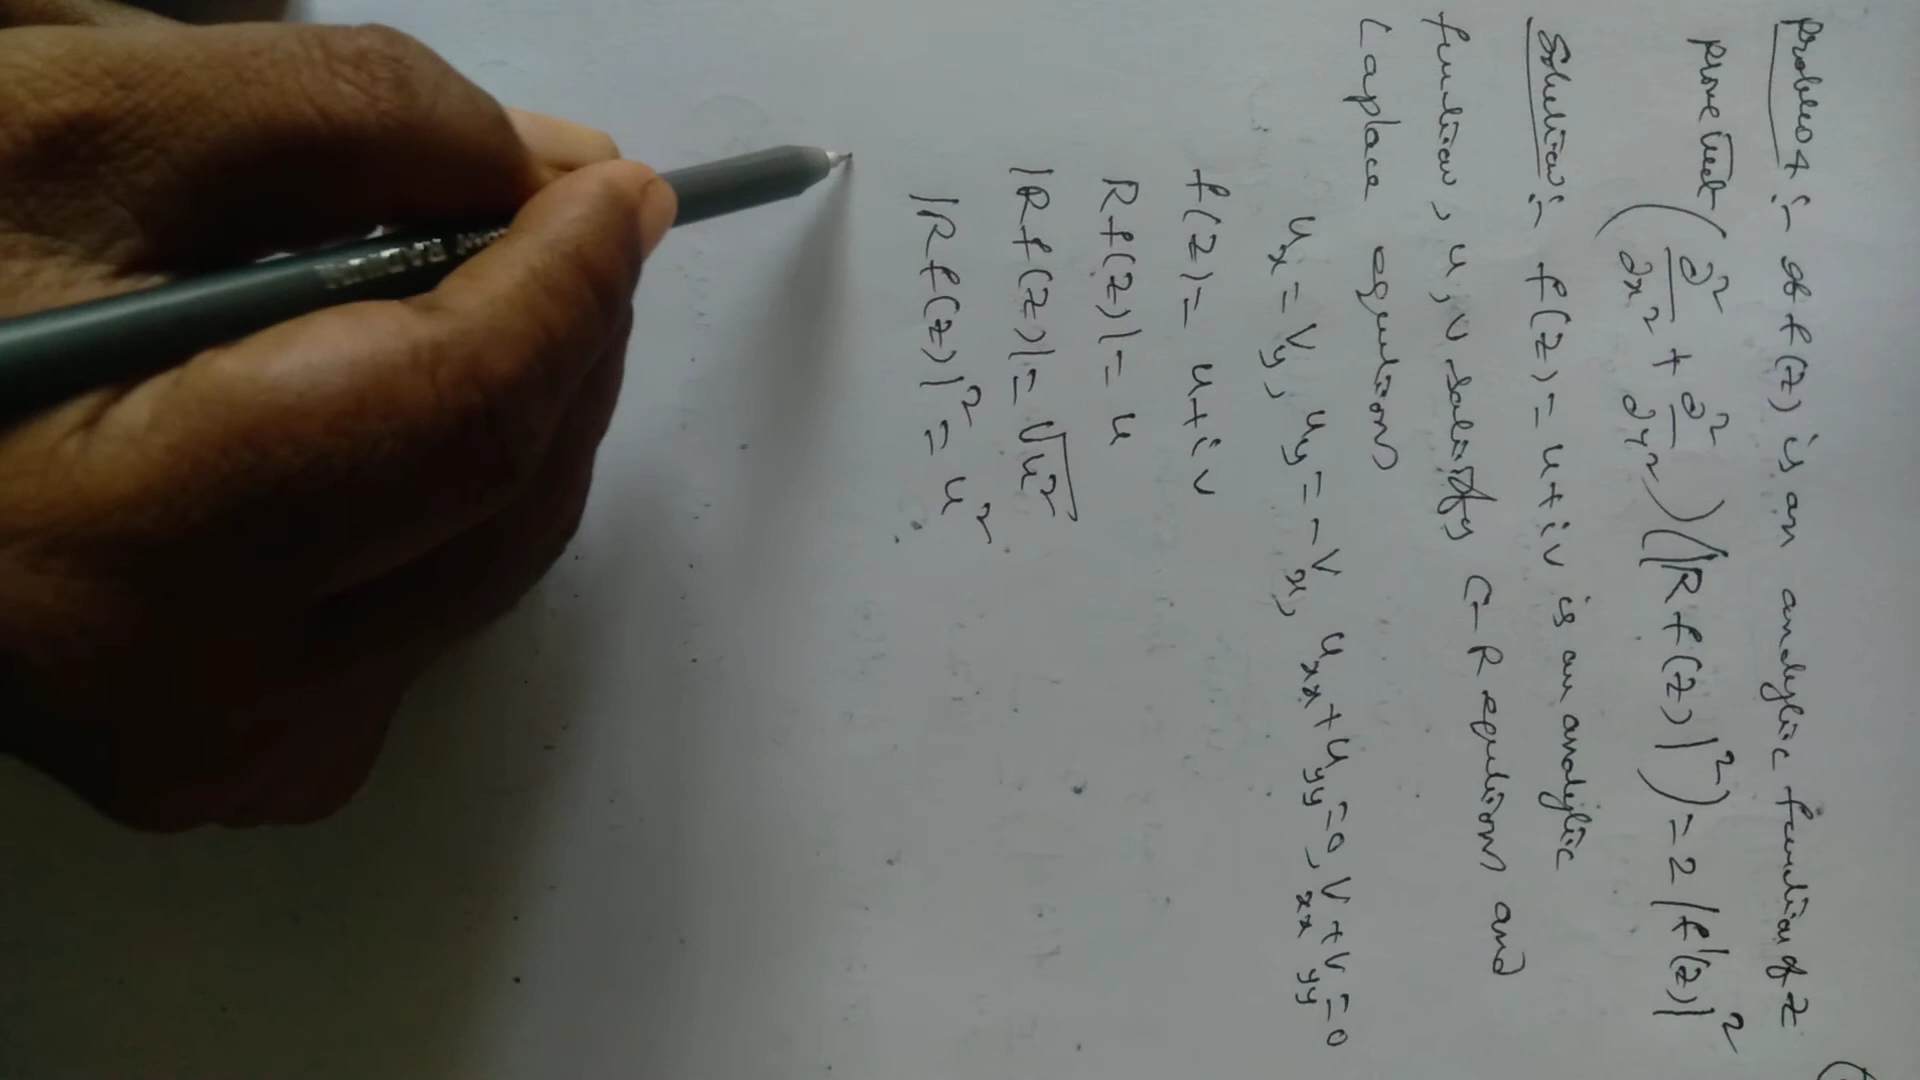 Problem 4 :- If f(z) is an analytic function of z
prove that (∂²/∂x² + ∂²/∂y²)(|R f(z)|²) = 2 |f'(z)|²
Solution :- f(z) = u+iv is an analytic
function, u, v satisfy C-R equations and
Laplace equations
u_x = v_y, u_y = -v_x, u_xx + u_yy = 0, v_xx + v_yy = 0
f(z) = u+iv
R f(z)| = u
|R f(z)| = √u²
|R f(z)|² = u²